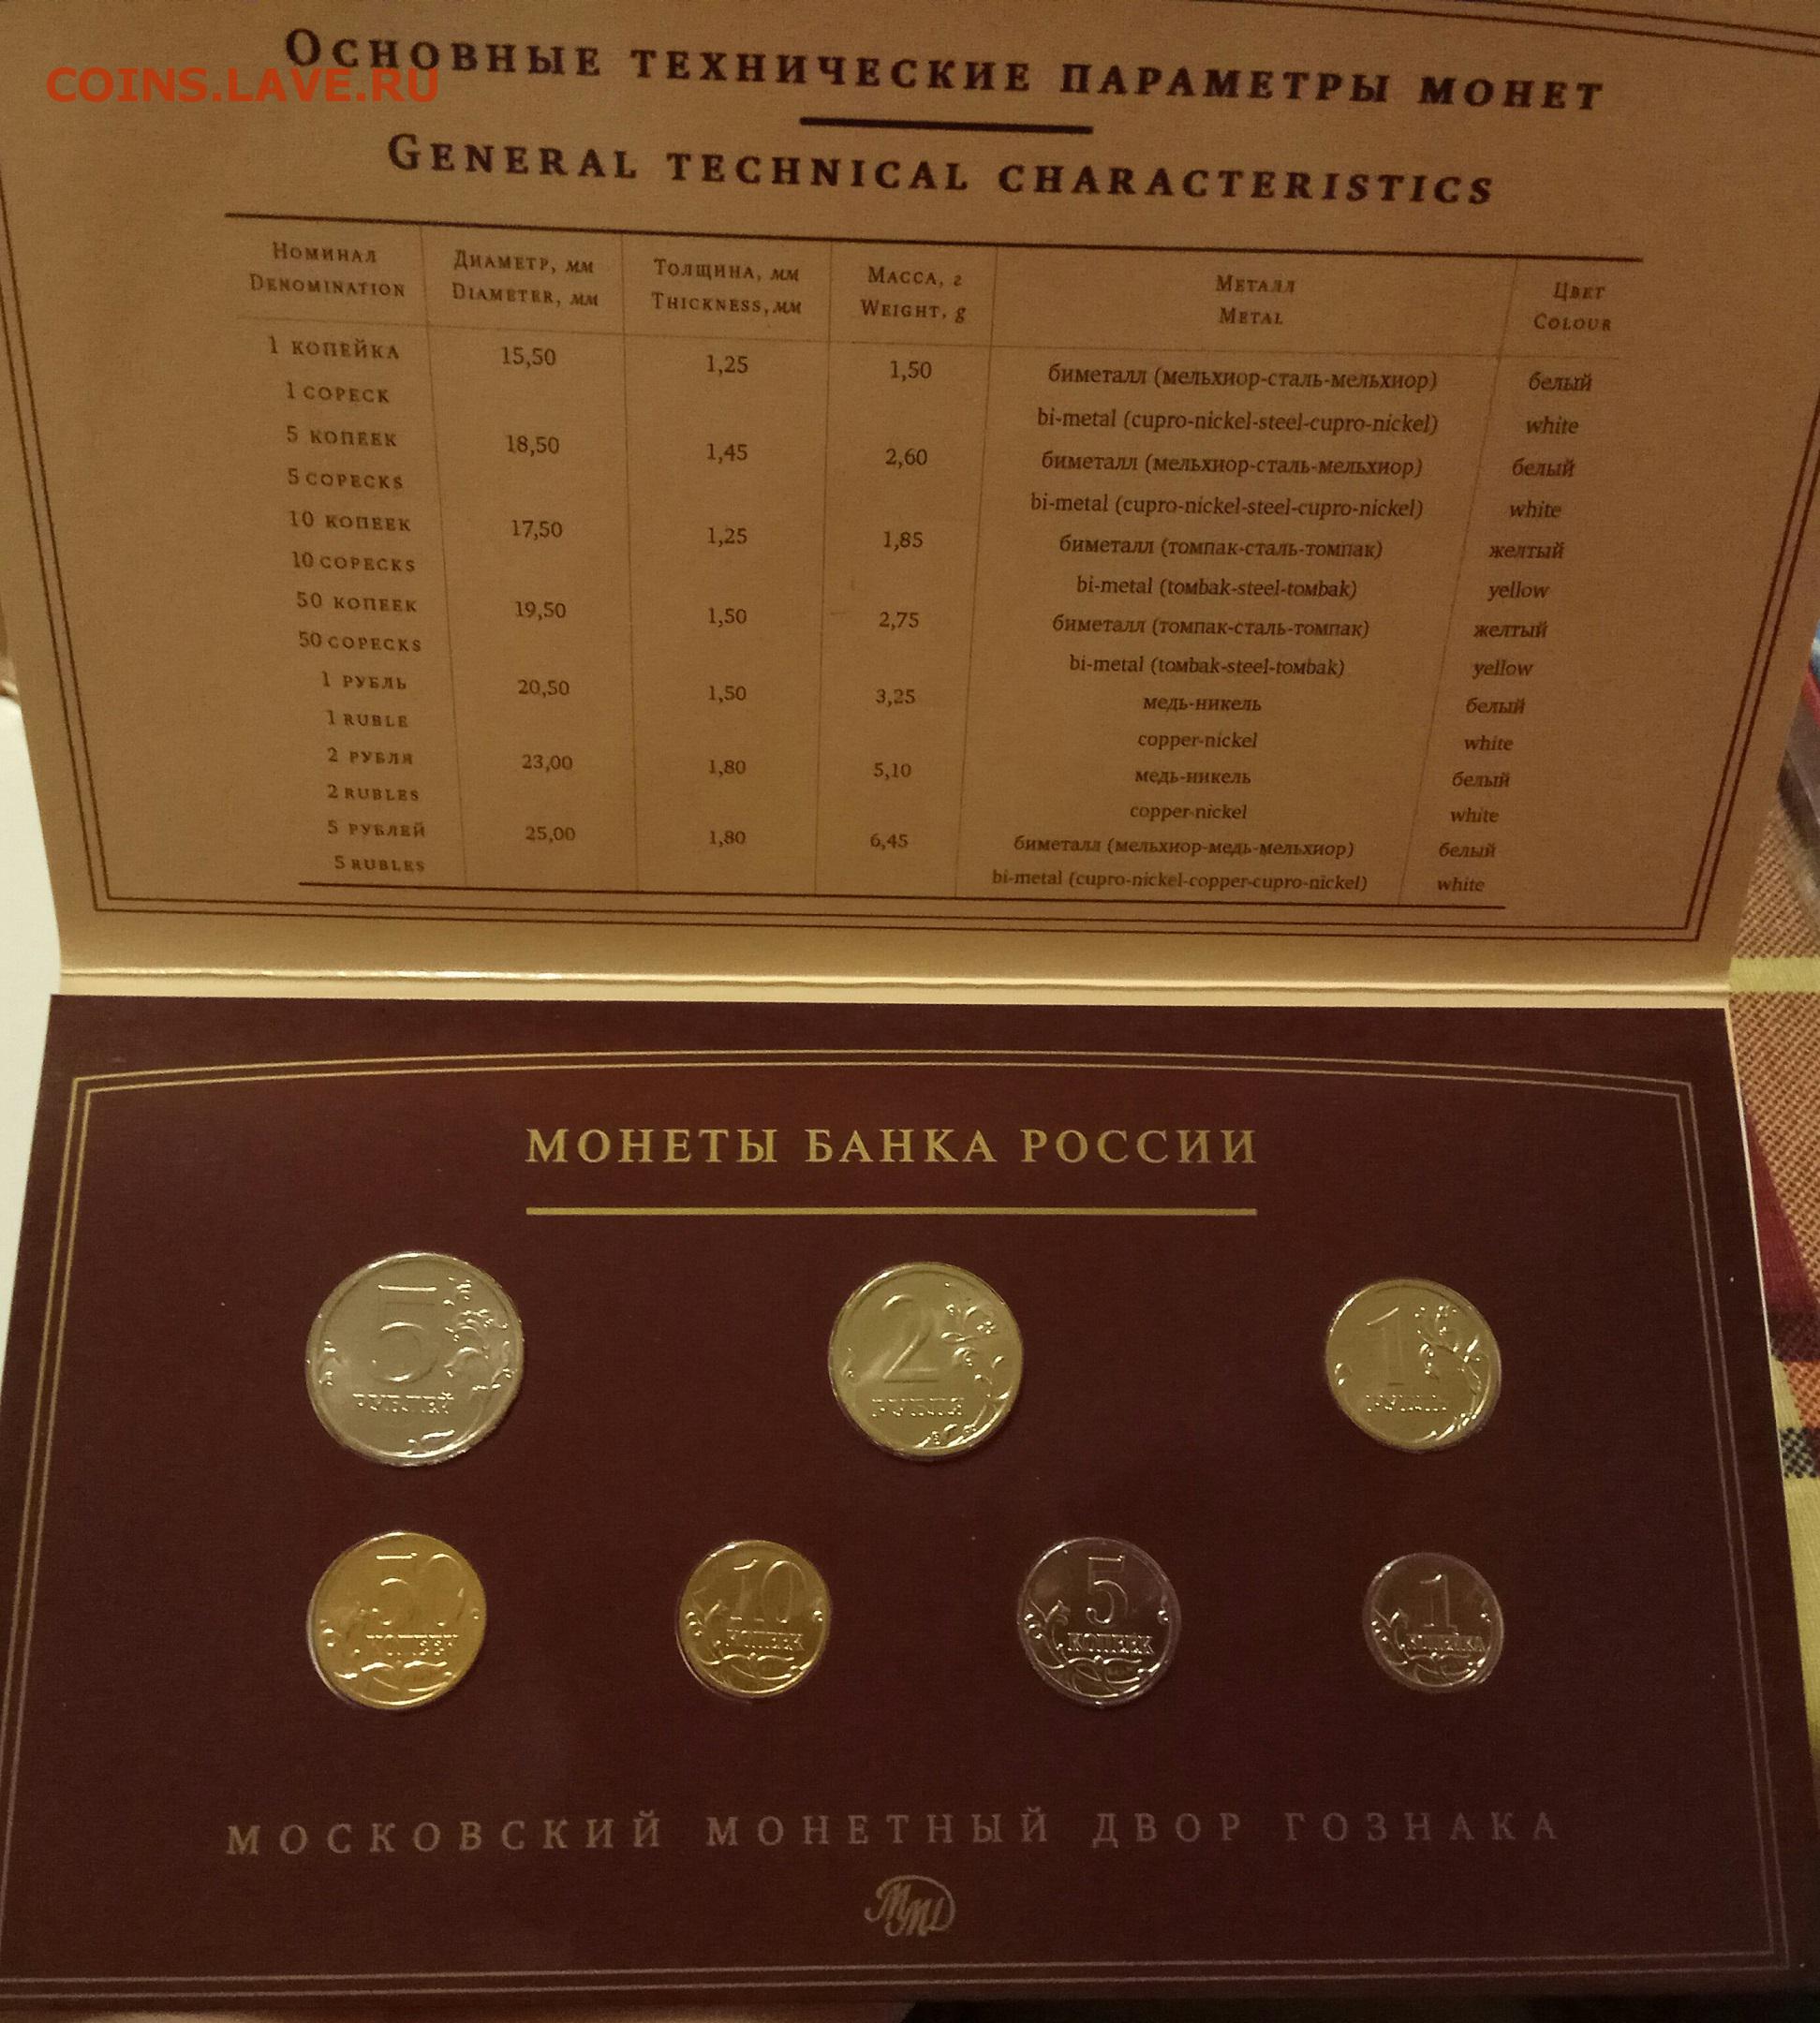 ОСНОВНЫЕ ТЕХНИЧЕСКИЕ ПАРАМЕТРЫ МОНЕТ
COINS.LAVE.RU
GENERAL TECHNICAL CHARACTERISTICS
НОМИНАЛ ДИАМЕТР, мм ТОЛЩИНА, мм МАССА, г МЕТАЛЛ ЦВЕТ
DENOMINATION DIAMETER, мм THICKNESS, мм WEIGHT, g METAL COLOUR
1 КОПЕЙКА 15,50 1,25 1,50 биметалл (мельхиор-сталь-мельхиор) белый
1 COPECK bi-metal (cupro-nickel-steel-cupro-nickel) white
5 КОПЕЕК 18,50 1,45 2,60 биметалл (мельхиор-сталь-мельхиор) белый
5 COPECKS bi-metal (cupro-nickel-steel-cupro-nickel) white
10 КОПЕЕК 17,50 1,25 1,85 биметалл (томпак-сталь-томпак) желтый
10 COPECKS bi-metal (tомbak-steel-tомbak) yellow
50 КОПЕЕК 19,50 1,50 2,75 биметалл (томпак-сталь-томпак) желтый
50 COPECKS bi-metal (tомbak-steel-tомbak) yellow
1 РУБЛЬ 20,50 1,50 3,25 медь-никель белый
1 RUBLE copper-nickel white
2 РУБЛЯ 23,00 1,80 5,10 медь-никель белый
2 RUBLES copper-nickel white
5 РУБЛЕЙ 25,00 1,80 6,45 биметалл (мельхиор-медь-мельхиор) белый
5 RUBLES bi-metal (cupro-nickel-copper-cupro-nickel) white
МОНЕТЫ БАНКА РОССИИ
5 РУБЛЕЙ
2 РУБЛЯ
1 РУБЛЬ
50 КОПЕЕК
10 КОПЕЕК
5 КОПЕЕК
1 КОПЕЙКА
МОСКОВСКИЙ МОНЕТНЫЙ ДВОР ГОЗНАКА
ММД